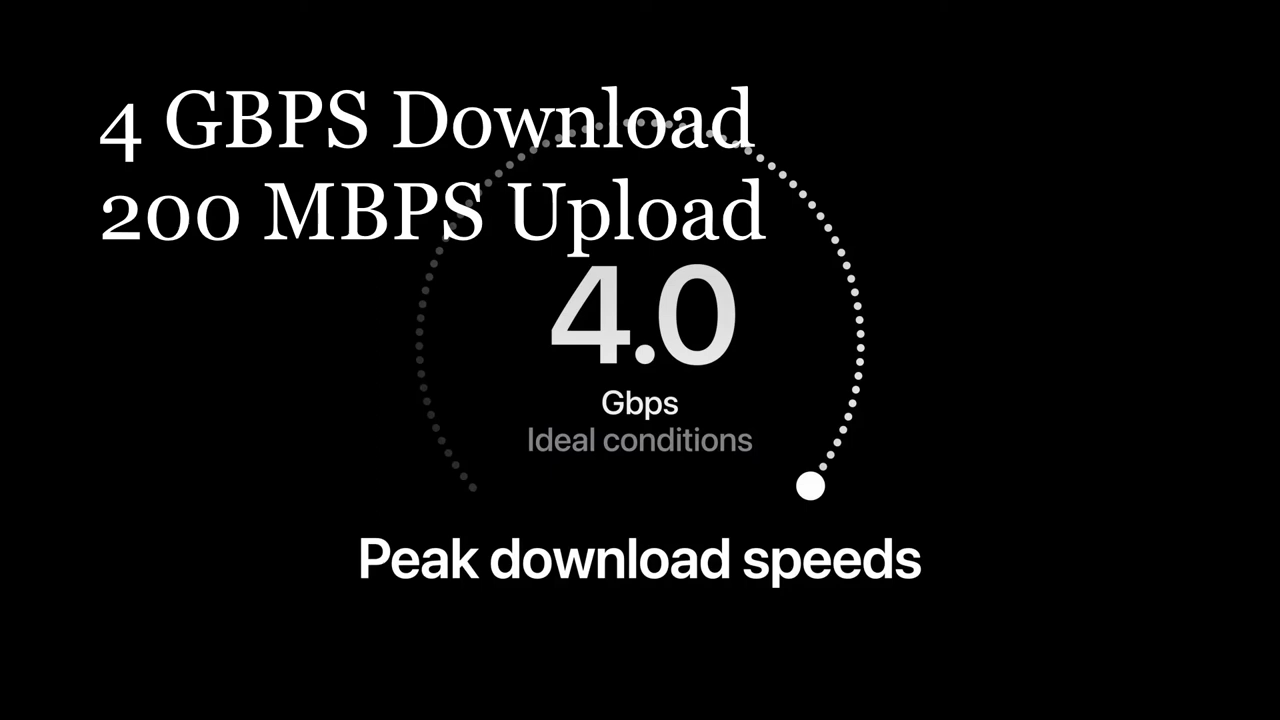 4 GBPS Download
200 MBPS Upload
4.0
Gbps
Ideal conditions
Peak download speeds